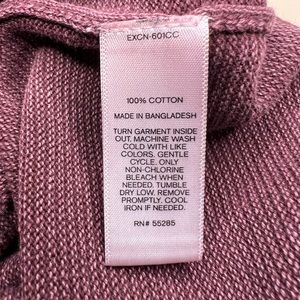 EXCN-601CC
100% COTTON
MADE IN BANGLADESH
TURN GARMENT INSIDE
OUT. MACHINE WASH
COLD WITH LIKE
COLORS. GENTLE
CYCLE. ONLY
NON-CHLORINE
BLEACH WHEN
NEEDED. TUMBLE
DRY LOW. REMOVE
PROMPTLY. COOL
IRON IF NEEDED.
RN# 55285